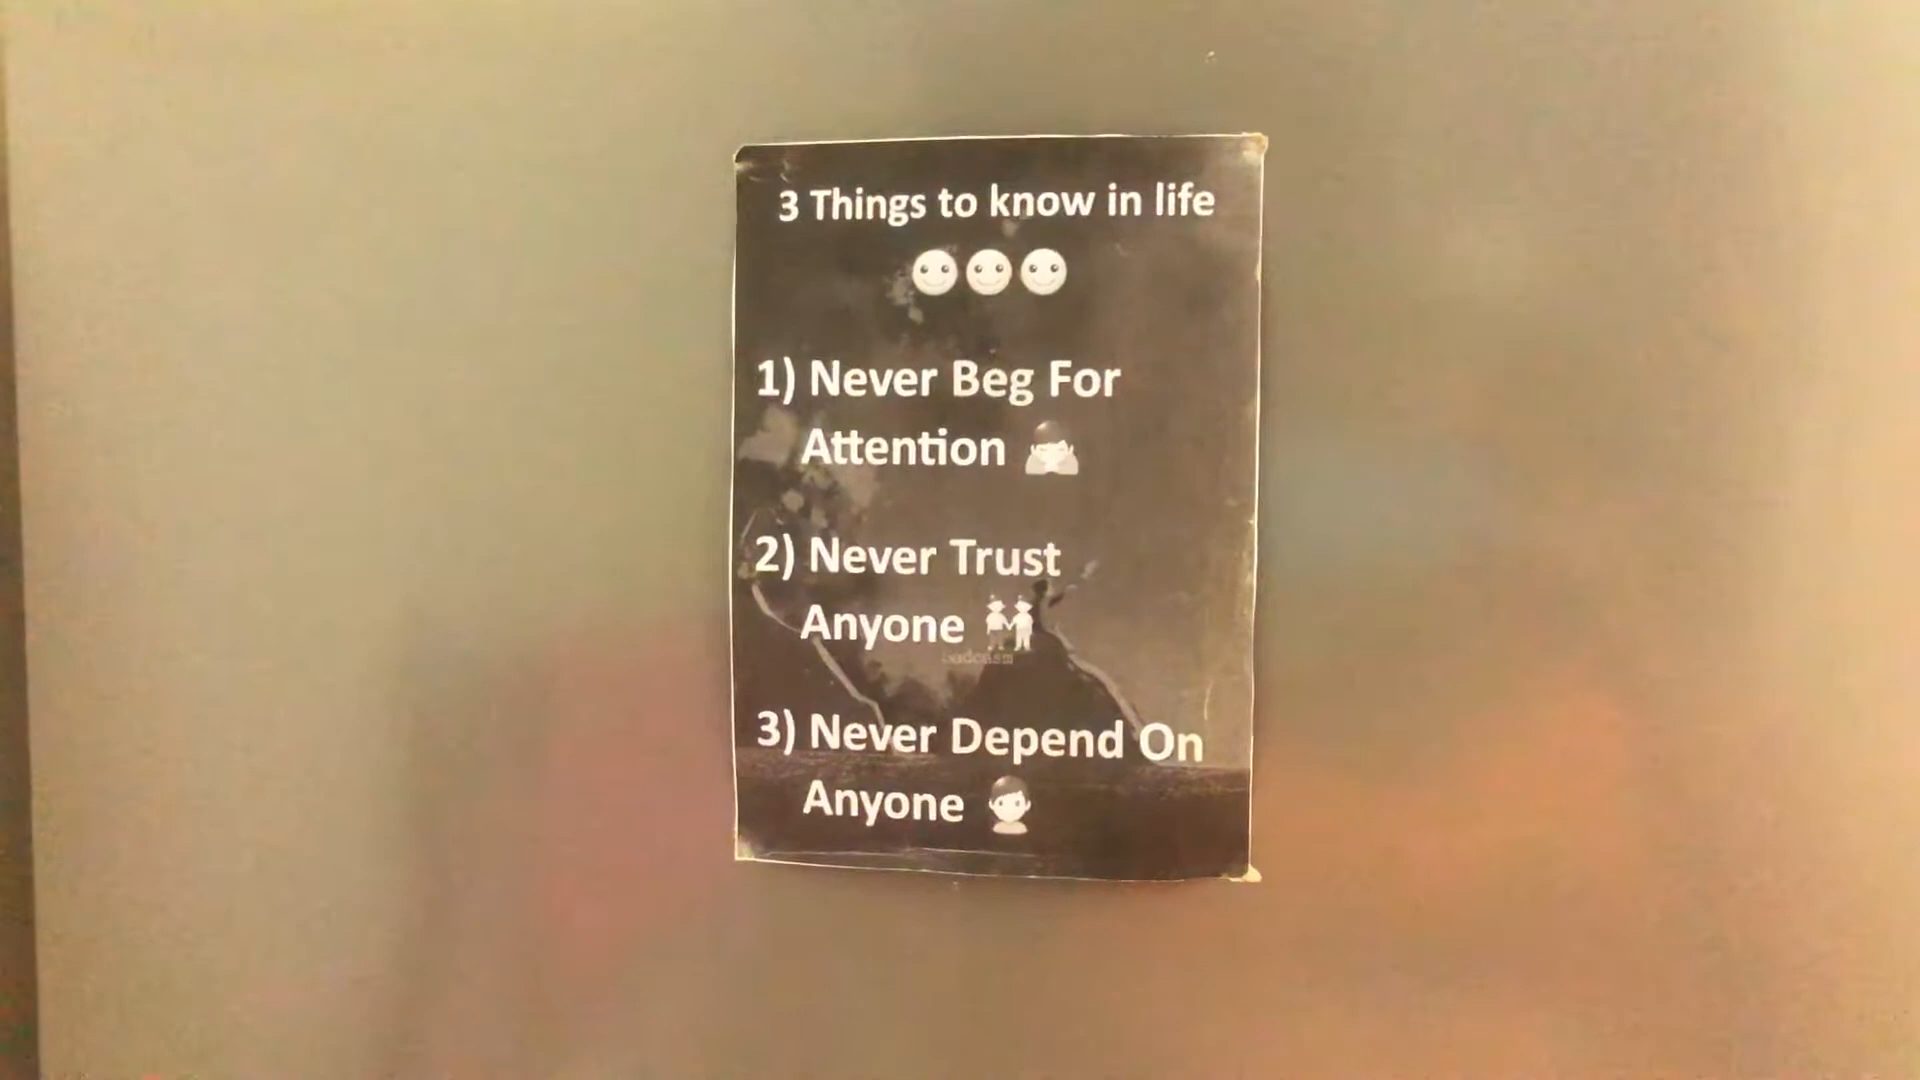 3 Things to know in life
1) Never Beg For
Attention
2) Never Trust
Anyone
3) Never Depend On
Anyone